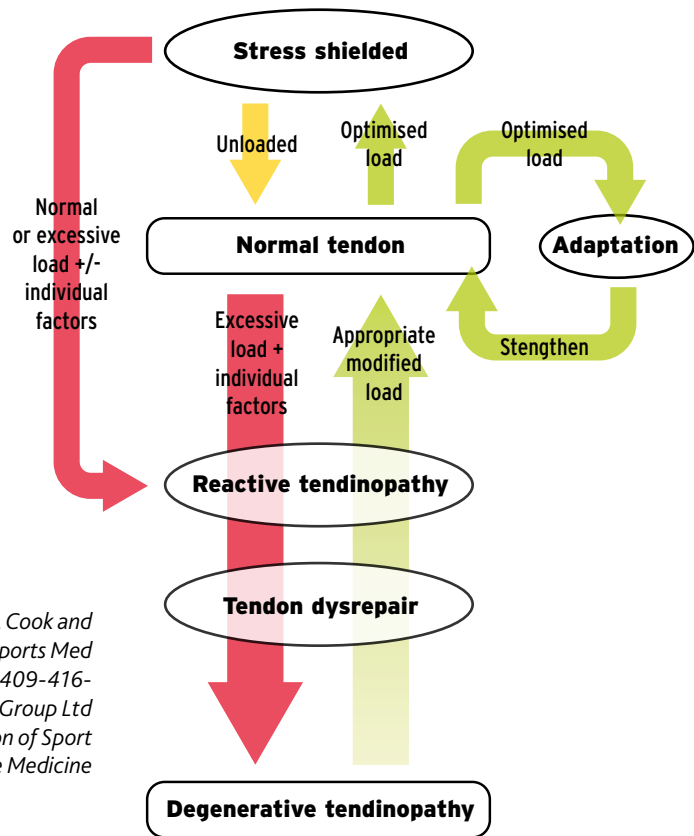 Stress shielded
Unloaded
Optimised
load
Optimised
load
Normal
or excessive
load +/-
individual
factors
Normal tendon
Adaptation
Excessive
load +
individual
factors
Appropriate
modified
load
Stengthen
Reactive tendinopathy
Tendon dysrepair
Cook and
ports Med
409-416-
Group Ltd
on of Sport
e Medicine
Degenerative tendinopathy